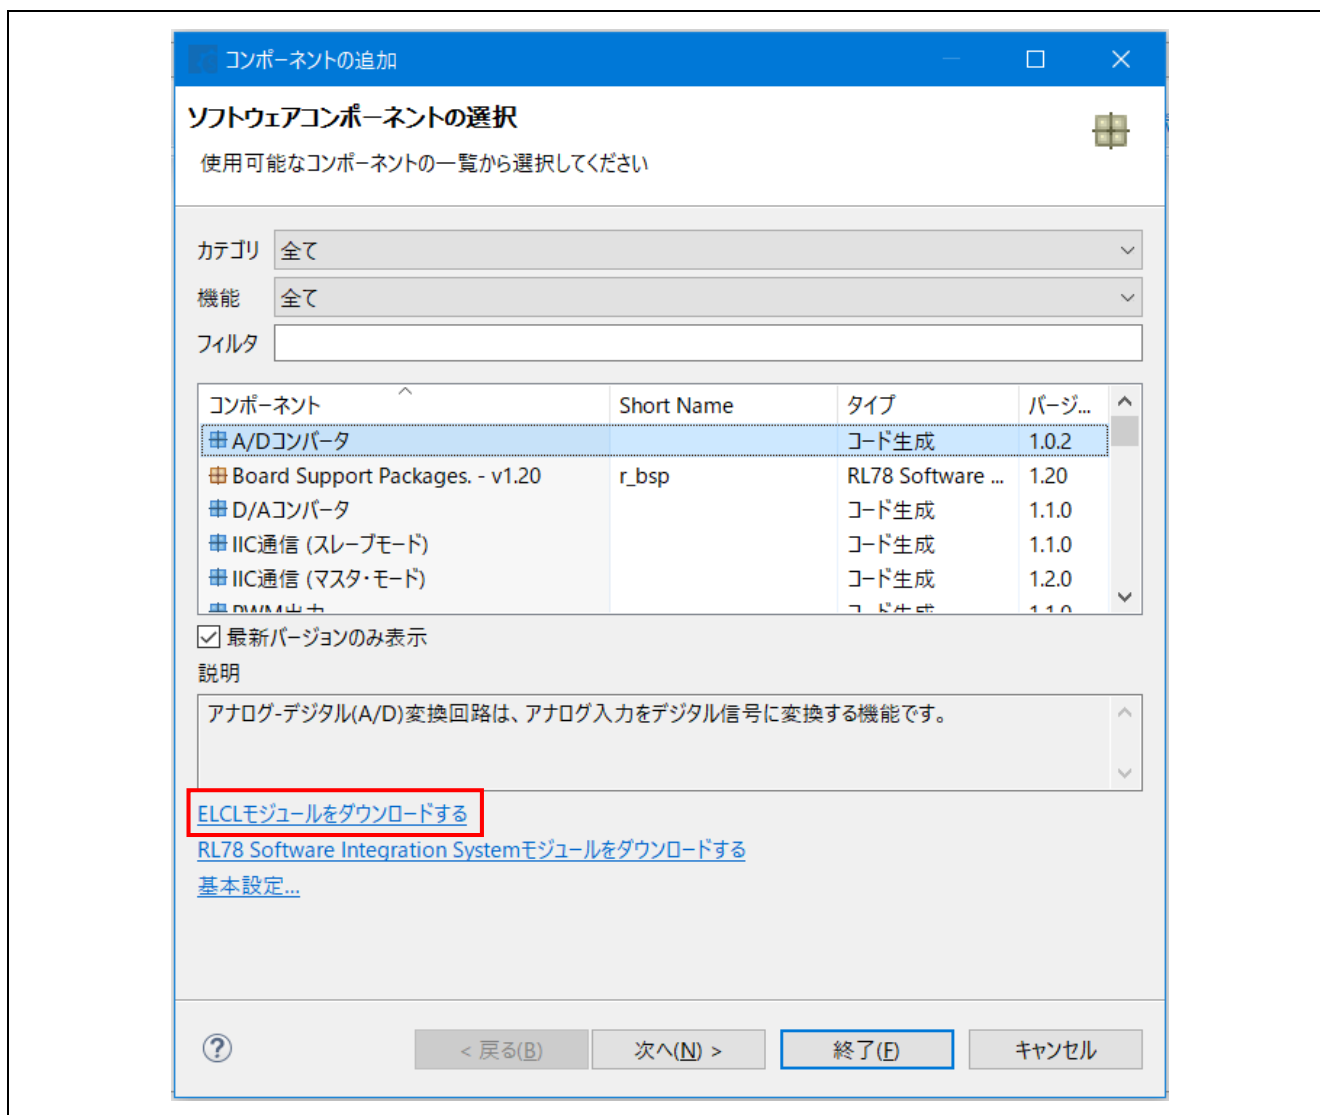 コンポーネントの追加
ソフトウェアコンポーネントの選択
使用可能なコンポーネントの一覧から選択してください
カテゴリ 全て
機能 全て
フィルタ
コンポーネント Short Name タイプ バージ...
A/Dコンバータ コード生成 1.0.2
Board Support Packages. - v1.20 r_bsp RL78 Software ... 1.20
D/Aコンバータ コード生成 1.1.0
IIC通信 (スレーブモード) コード生成 1.1.0
IIC通信 (マスタ・モード) コード生成 1.2.0
PWM出力 コード生成 1.1.0
最新バージョンのみ表示
説明
アナログ-デジタル(A/D)変換回路は、アナログ入力をデジタル信号に変換する機能です。
ELCLモジュールをダウンロードする
RL78 Software Integration Systemモジュールをダウンロードする
基本設定...
< 戻る(B) 次へ(N) > 終了(F) キャンセル